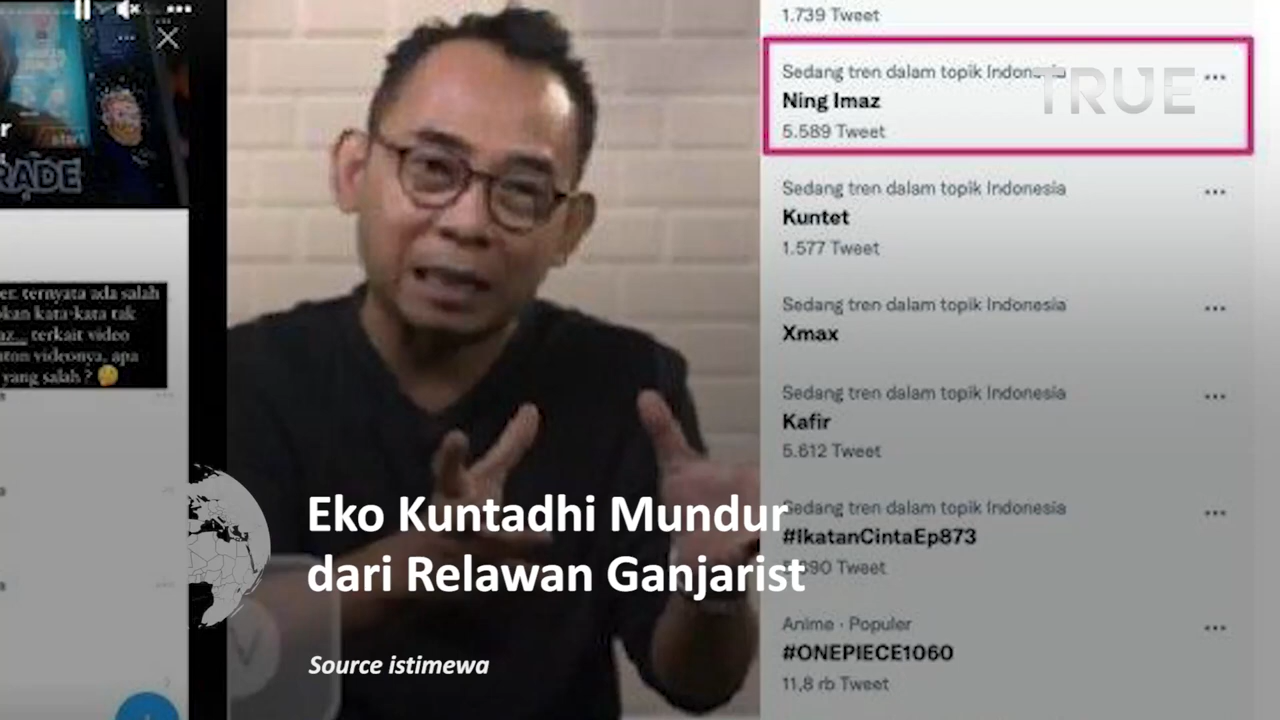 RADE
ternyata ada salah
kata-kata tak
terkait video
videonya, apa
yang salah ?
1.739 Tweet
TRUE
Sedang tren dalam topik Indonesia
Ning Imaz
5.589 Tweet
Sedang tren dalam topik Indonesia
Kuntet
1.577 Tweet
Sedang tren dalam topik Indonesia
Xmax
Sedang tren dalam topik Indonesia
Kafir
5.612 Tweet
Sedang tren dalam topik Indonesia
#IkatanCintaEp873
Tweet
Anime · Populer
#ONEPIECE1060
11,8 rb Tweet
Eko Kuntadhi Mundur
dari Relawan Ganjarist
Source istimewa